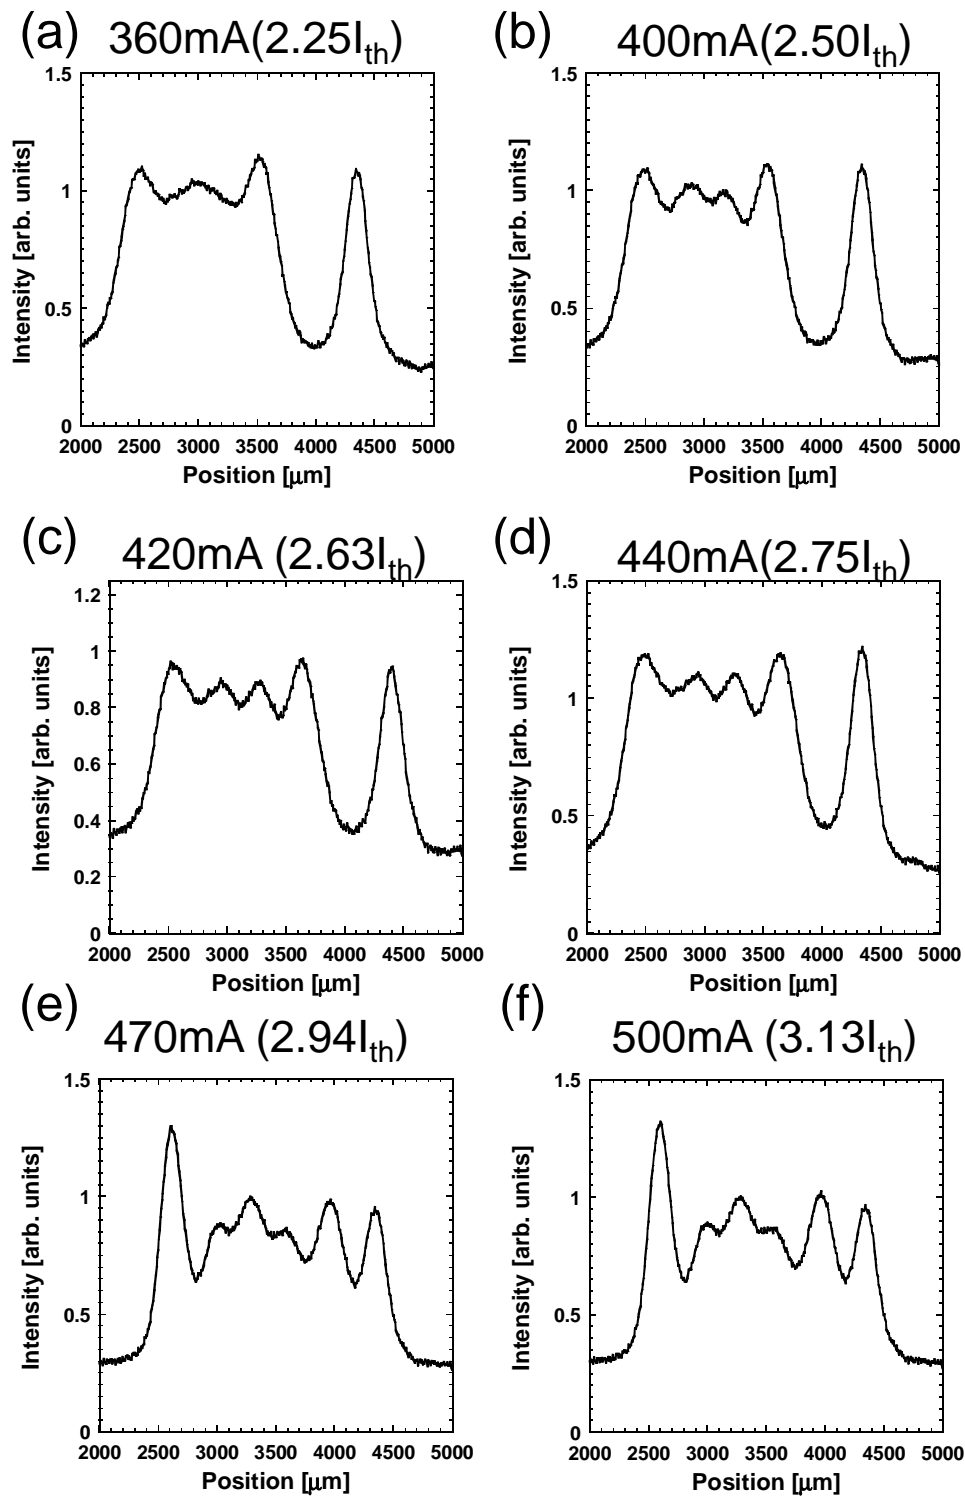 (a) 360mA(2.25Ith)
1.5
1
0.5
0
Intensity [arb. units]
2000 2500 3000 3500 4000 4500 5000
Position [μm]
(b) 400mA(2.50Ith)
1.5
1
0.5
0
Intensity [arb. units]
2000 2500 3000 3500 4000 4500 5000
Position [μm]
(c) 420mA (2.63Ith)
1.2
1
0.8
0.6
0.4
0.2
0
Intensity [arb. units]
2000 2500 3000 3500 4000 4500 5000
Position [μm]
(d) 440mA(2.75Ith)
1.5
1
0.5
0
Intensity [arb. units]
2000 2500 3000 3500 4000 4500 5000
Position [μm]
(e) 470mA (2.94Ith)
1.5
1
0.5
0
Intensity [arb. units]
2000 2500 3000 3500 4000 4500 5000
Position [μm]
(f) 500mA (3.13Ith)
1.5
1
0.5
0
Intensity [arb. units]
2000 2500 3000 3500 4000 4500 5000
Position [μm]